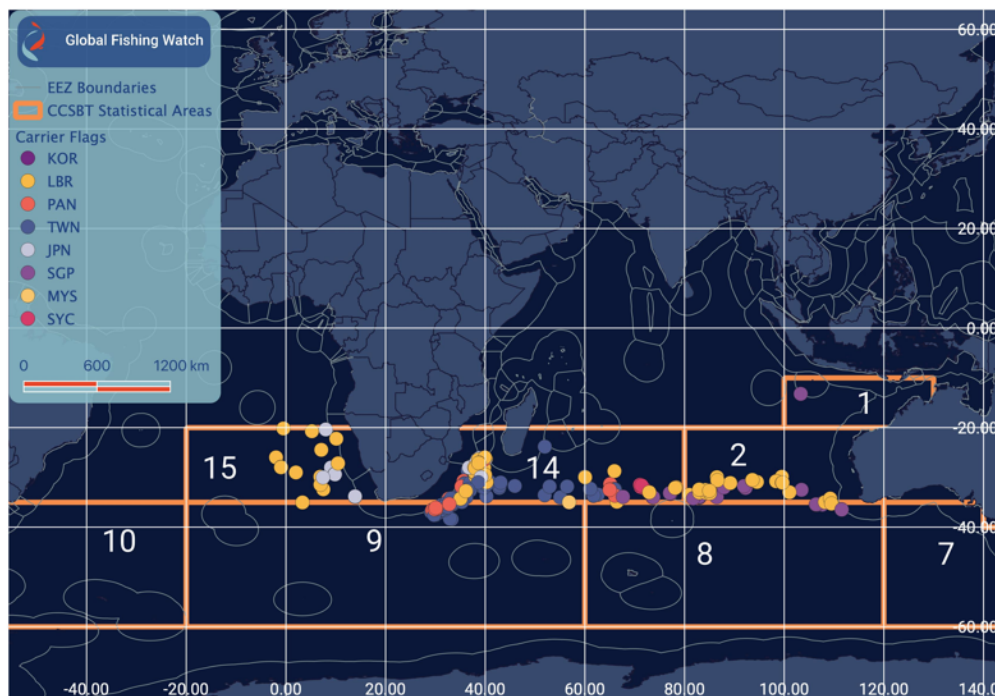 Global Fishing Watch
EEZ Boundaries
CCSBT Statistical Areas
Carrier Flags
KOR
LBR
PAN
TWN
JPN
SGP
MYS
SYC
0 600 1200 km
60.00
40.00
20.00
0.00
1
-20.00
15 14 2
-40.00
10 9 8 7
-60.00
-40.00 -20.00 0.00 20.00 40.00 60.00 80.00 100.00 120.00 140.0